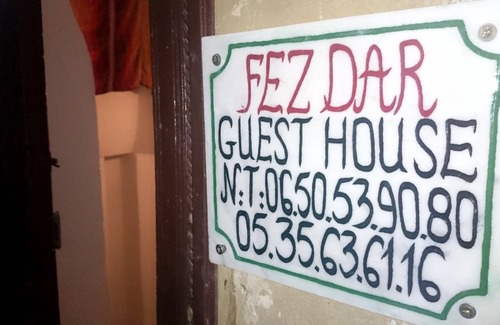 FEZ DAR
GUEST HOUSE
N:T:06.50.53.90.80
05.35.63.61.16